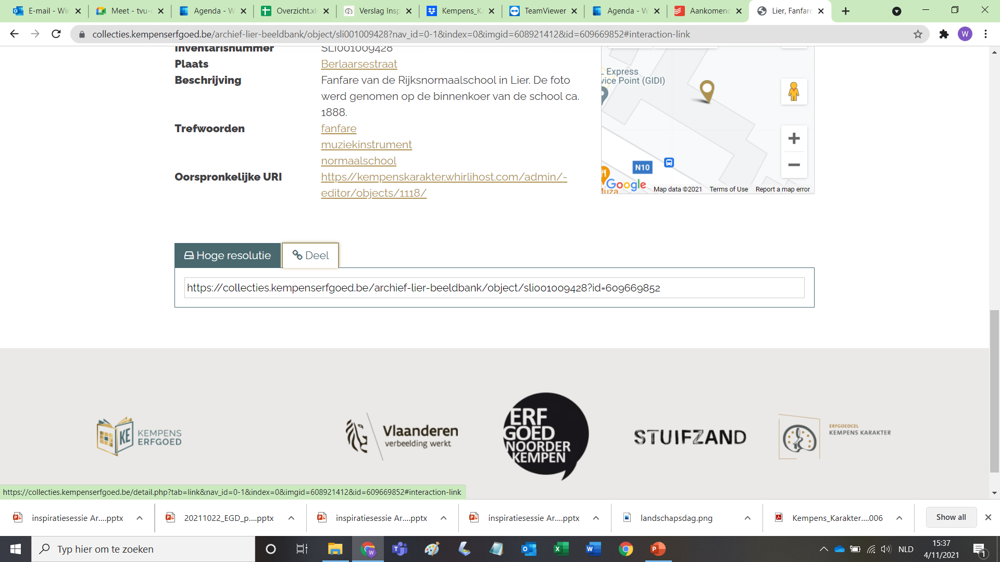 E-mail - Wir
Meet - tvu-
Agenda - W
Overzicht.xl
Verslag Insp
Kempens_K
TeamViewer
Agenda - W
Aankomend
Lier, Fanfare
collecties.kempenserfgoed.be/archief-lier-beeldbank/object/sli001009428?nav_id=0-1&index=0&imgid=608921412&id=609669852#interaction-link
W
Inventarisnummer SLI001009428
Plaats Berlaarsestraat
Beschrijving Fanfare van de Rijksnormaalschool in Lier. De foto
werd genomen op de binnenkoer van de school ca.
1888.
Trefwoorden fanfare
muziekinstrument
normaalschool
Oorspronkelijke URI https//kempenskarakter.whirlihost.com/admin/-
editor/objects/1118/
L Express
vice Point (GIDI)
N10
Google
Muza
Map data ©2021 Terms of Use Report a map error
Hoge resolutie Deel
https://collecties.kempenserfgoed.be/archief-lier-beeldbank/object/sli001009428?id=609669852
KE KEMPENS
ERFGOED
Vlaanderen
verbeelding werkt
ERF
GOED
NOORDER
KEMPEN
STUIFZAND
ERFGOEDCEL
KEMPENS KARAKTER
https://collecties.kempenserfgoed.be/detail.php?tab=link&nav_id=0-1&index=0&imgid=608921412&id=609669852#interaction-link
inspiratiesessie Ar....pptx
20211022_EGD_p....pptx
inspiratiesessie Ar....pptx
inspiratiesessie Ar....pptx
landschapsdag.png
Kempens_Karakter....006
Show all
Typ hier om te zoeken
NLD
15:37
4/11/2021
1